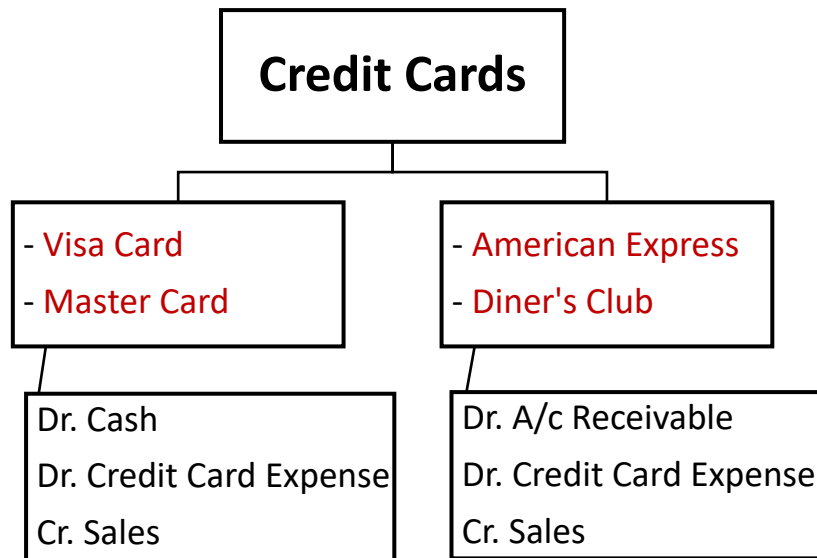 Credit Cards
- Visa Card
- Master Card
- American Express
- Diner's Club
Dr. Cash
Dr. Credit Card Expense
Cr. Sales
Dr. A/c Receivable
Dr. Credit Card Expense
Cr. Sales